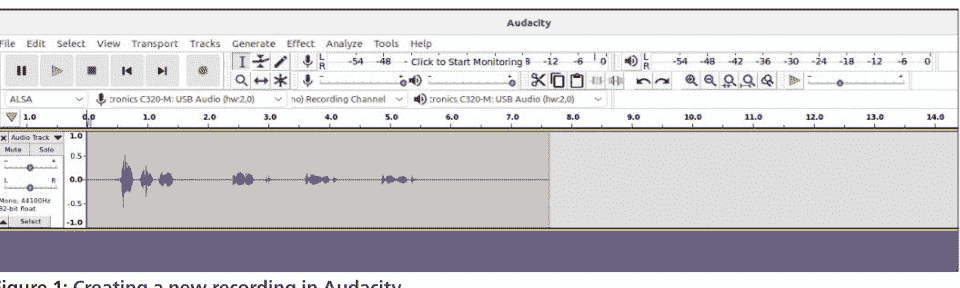 Audacity
File Edit Select View Transport Tracks Generate Effect Analyze Tools Help
L R -54 -48 - Click to Start Monitoring 8 -12 -6 0 L R -54 -48 -42 -36 -30 -24 -18 -12 -6 0
ALSA tronics C320-M: USB Audio (hw:2,0) no) Recording Channel tronics C320-M: USB Audio (hw:2,0)
1.0 0.0 1.0 2.0 3.0 4.0 5.0 6.0 7.0 8.0 9.0 10.0 11.0 12.0 13.0 14.0
X Audio Track 1.0
Mute Solo
- + 0.5
L R 0.0
Mono, 44100Hz
32-bit float -0.5
Select -1.0
Figure 1: Creating a new recording in Audacity